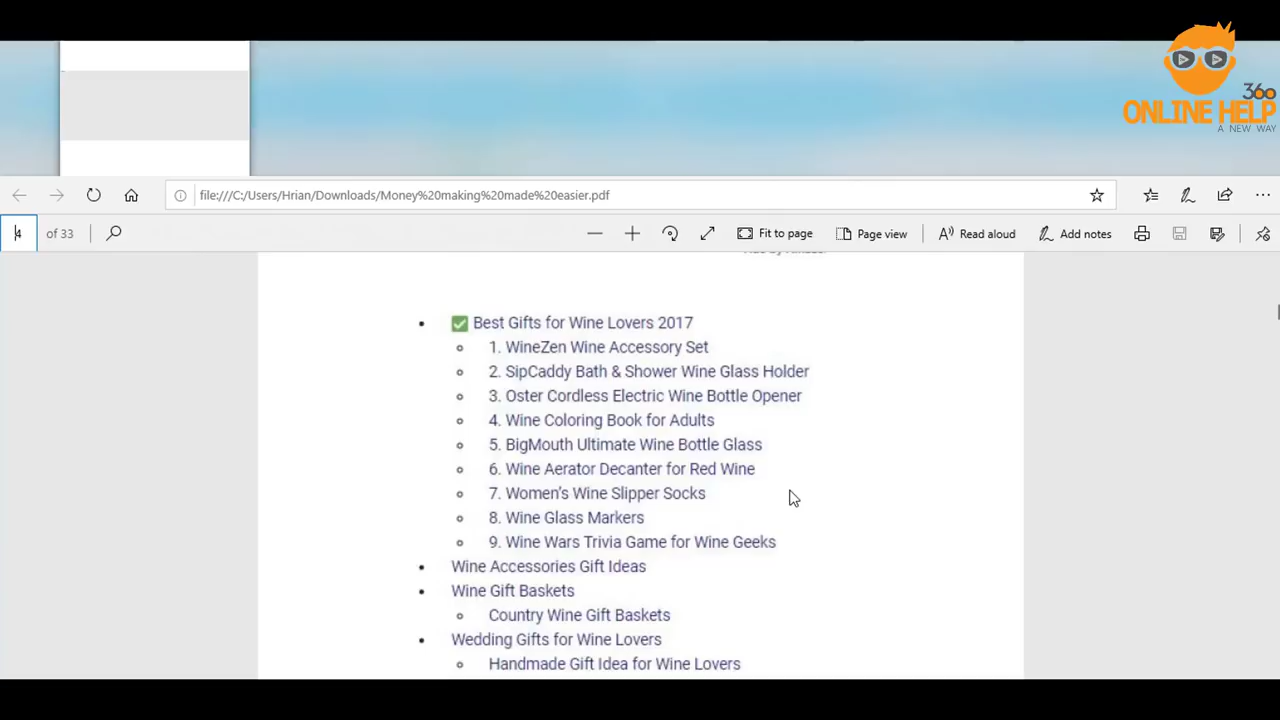 360
ONLINE HELP
A NEW WAY
file:///C:/Users/Hrian/Downloads/Money%20making%20made%20easier.pdf
4 of 33
Fit to page
Page view
Read aloud
Add notes
Best Gifts for Wine Lovers 2017
1. WineZen Wine Accessory Set
2. SipCaddy Bath & Shower Wine Glass Holder
3. Oster Cordless Electric Wine Bottle Opener
4. Wine Coloring Book for Adults
5. BigMouth Ultimate Wine Bottle Glass
6. Wine Aerator Decanter for Red Wine
7. Women's Wine Slipper Socks
8. Wine Glass Markers
9. Wine Wars Trivia Game for Wine Geeks
Wine Accessories Gift Ideas
Wine Gift Baskets
Country Wine Gift Baskets
Wedding Gifts for Wine Lovers
Handmade Gift Idea for Wine Lovers